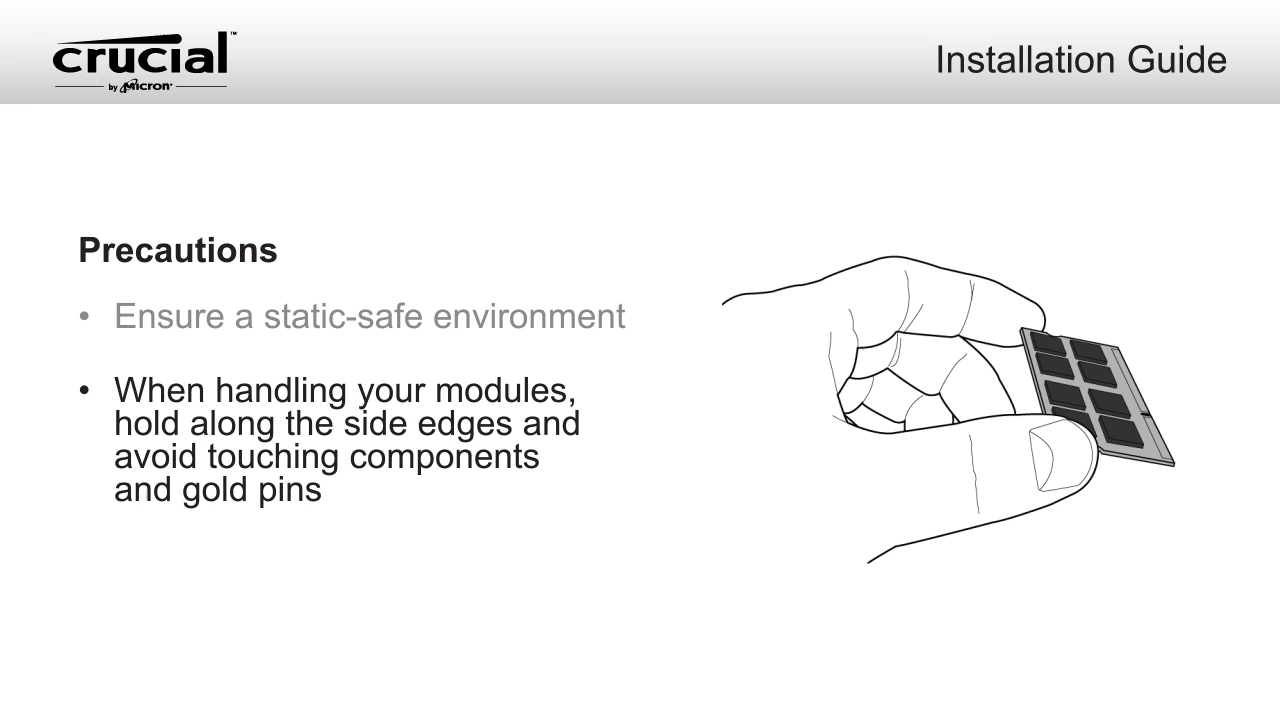 crucial™
by Micron®
Installation Guide
Precautions
• Ensure a static-safe environment
• When handling your modules,
hold along the side edges and
avoid touching components
and gold pins